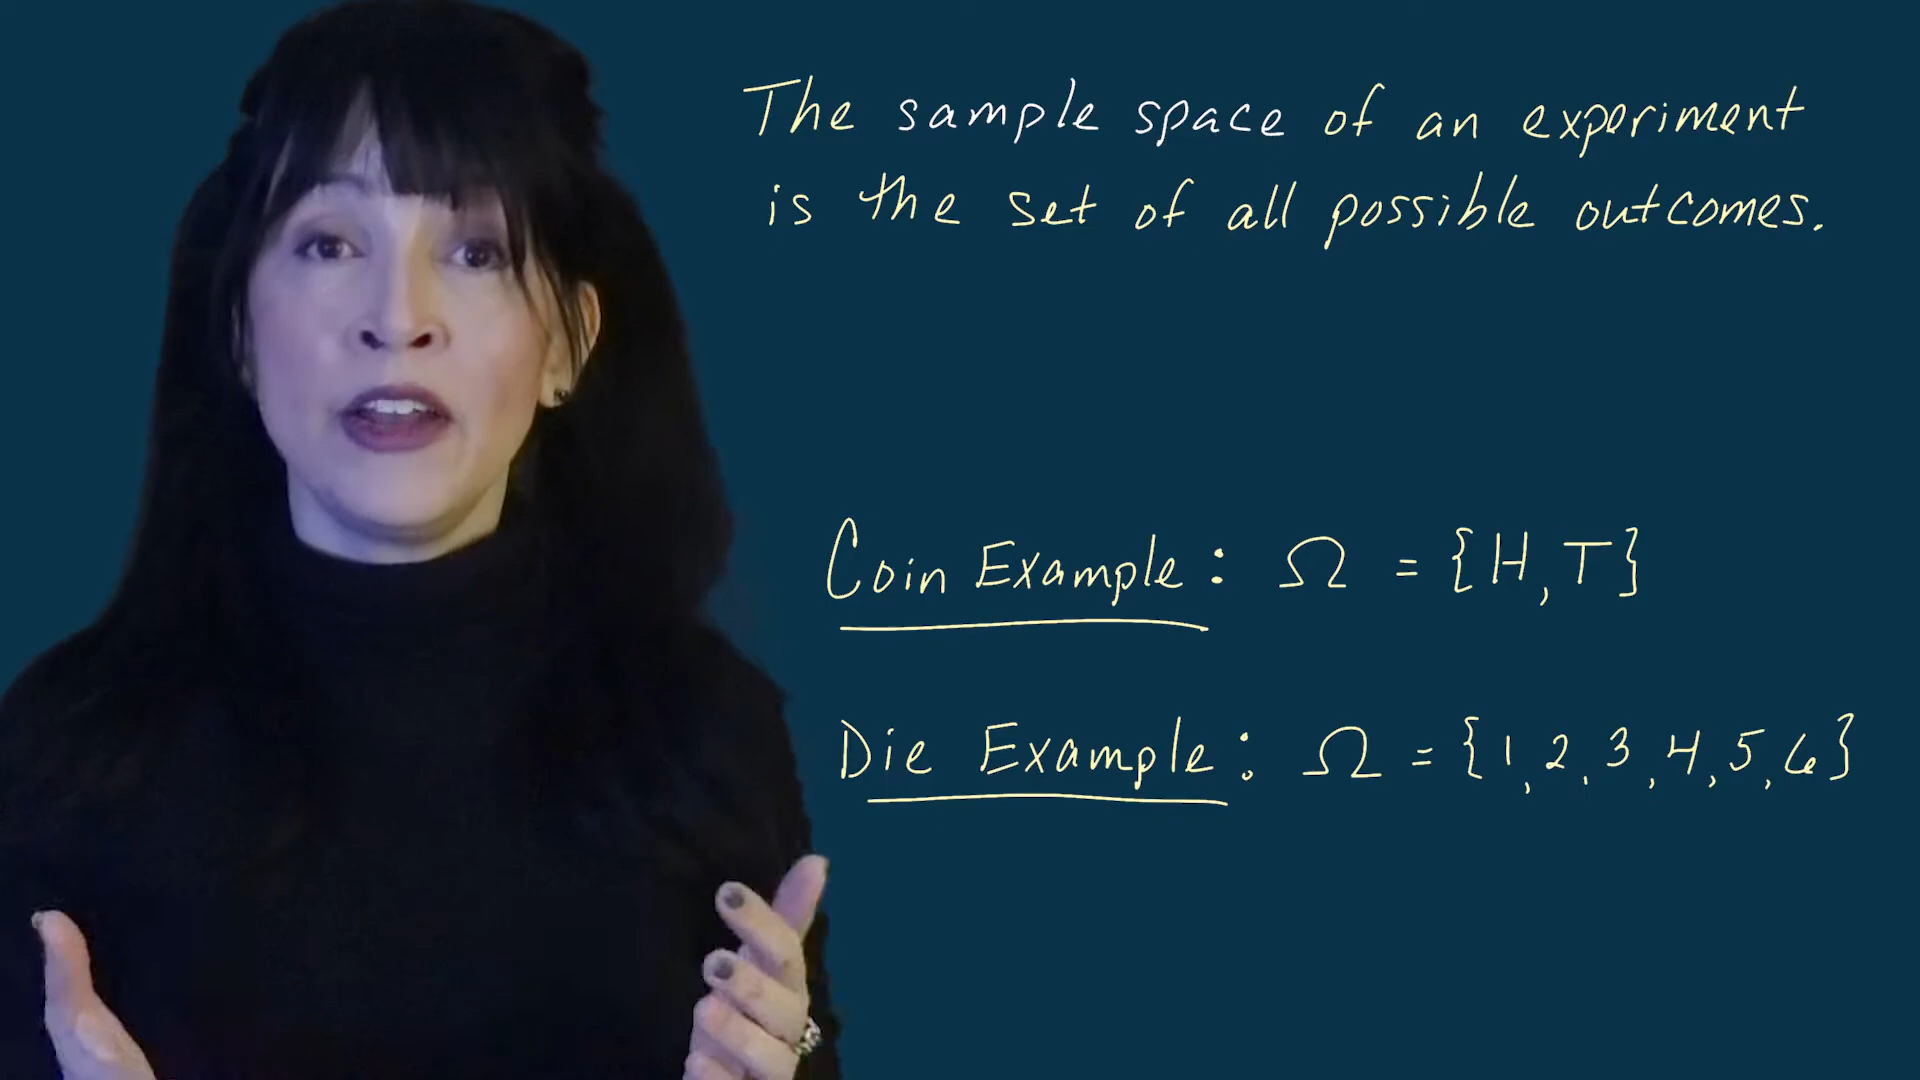 The sample space of an experiment
is the set of all possible outcomes.
Coin Example: Ω = {H, T}
Die Example: Ω = {1, 2, 3, 4, 5, 6}